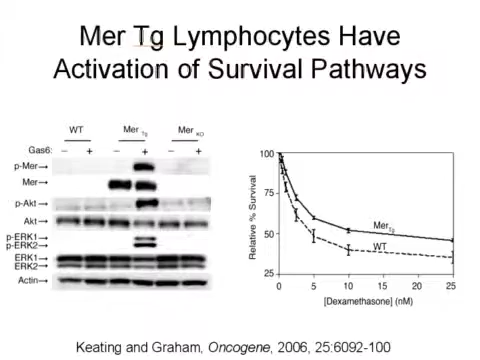 Mer Tg Lymphocytes Have
Activation of Survival Pathways
WT Mer Tg Mer KO
Gas6: – + – + – +
p-Mer
Mer
p-Akt
Akt
p-ERK1
p-ERK2
ERK1
ERK2
Actin
Relative % Survival
100
75
50
25
MerTg
WT
0 5 10 15 20 25
[Dexamethasone] (nM)
Keating and Graham, Oncogene, 2006, 25:6092-100